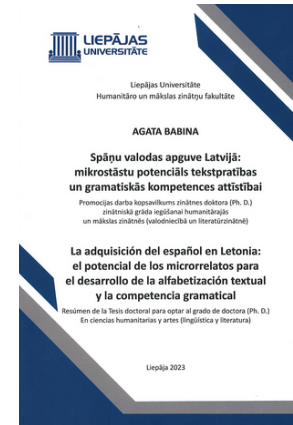 LIEPĀJAS
UNIVERSITĀTE
Liepājas Universitāte
Humanitāro un mākslas zinātņu fakultāte
AGATA BABINA
Spāņu valodas apguve Latvijā:
mikrostāstu potenciāls tekstpratības
un gramatiskās kompetences attīstībai
Promocijas darba kopsavilkums zinātnes doktora (Ph. D.)
zinātniskā grāda iegūšanai humanitārajās
un mākslas zinātnēs (valodniecībā un literatūrzinātnē)
La adquisición del español en Letonia:
el potencial de los microrrelatos para
el desarrollo de la alfabetización textual
y la competencia gramatical
Resúmen de la Tesis doctoral para optar al grado de doctora (Ph. D.)
En ciencias humanitarias y artes (lingüística y literatura)
Liepāja 2023